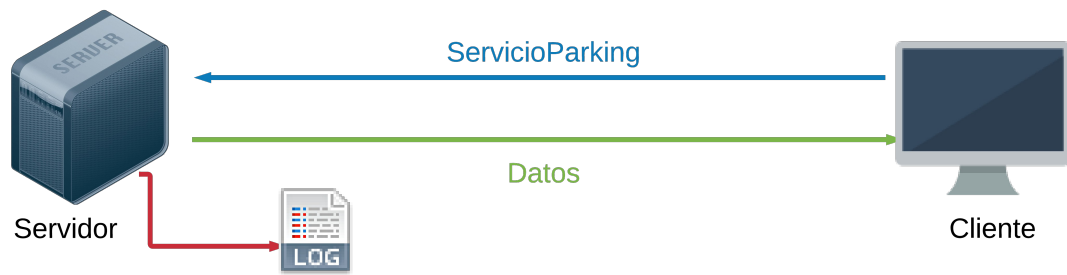 SERVER
ServicioParking
Datos
Servidor
LOG
Cliente